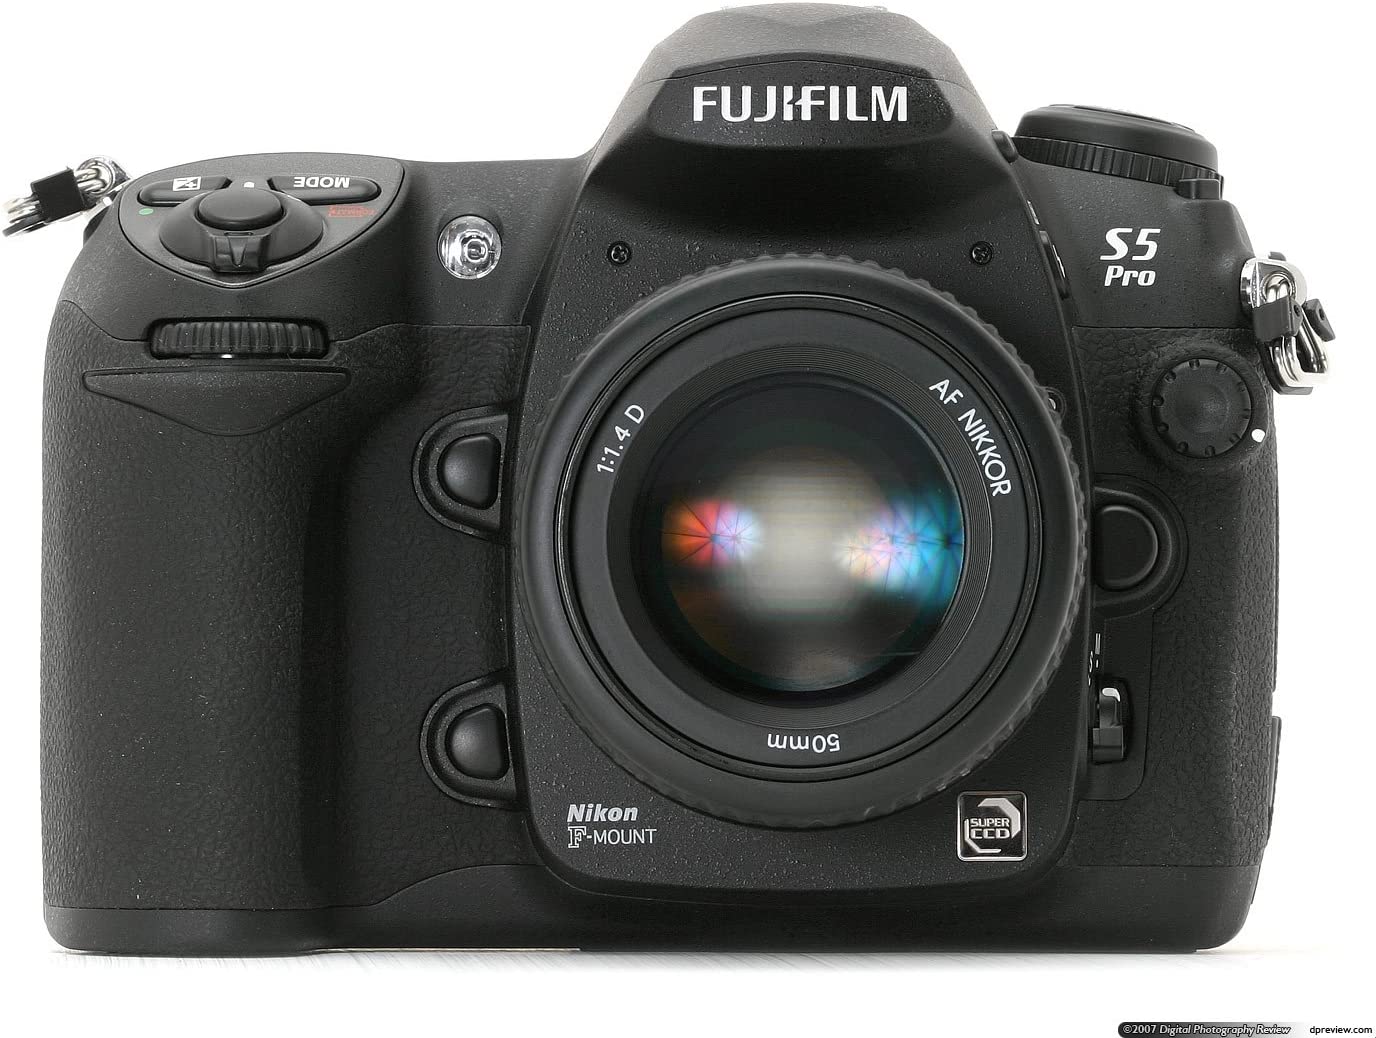 FUJIFILM
MODE
FORMAT
S5
Pro
1:1.4 D
AF NIKKOR
50mm
Nikon
F-MOUNT
SUPER
CCD
©2007 Digital Photography Review dpreview.com